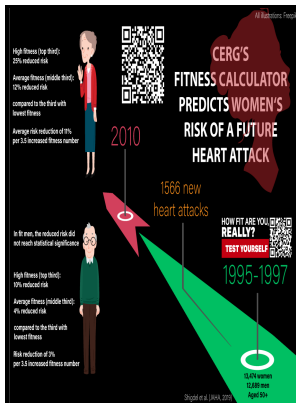 All illustrations: Freepik
CERG'S
FITNESS CALCULATOR
PREDICTS WOMEN'S
RISK OF A FUTURE
HEART ATTACK
High fitness (top third):
25% reduced risk
Average fitness (middle third):
12% reduced risk
compared to the third with
lowest fitness
Average risk reduction of 11%
per 3.5 increased fitness number
2010
1566 new
heart attacks
HOW FIT ARE YOU,
REALLY?
TEST YOURSELF
1995-1997
In fit men, the reduced risk did
not reach statistical significance
High fitness (top third):
10% reduced risk
Average fitness (middle third):
4% reduced risk
compared to the third with
lowest fitness
Risk reduction of 3%
per 3.5 increased fitness number
12,689 men
Aged 50+
Shigdel et al. (JAHA, 2019)